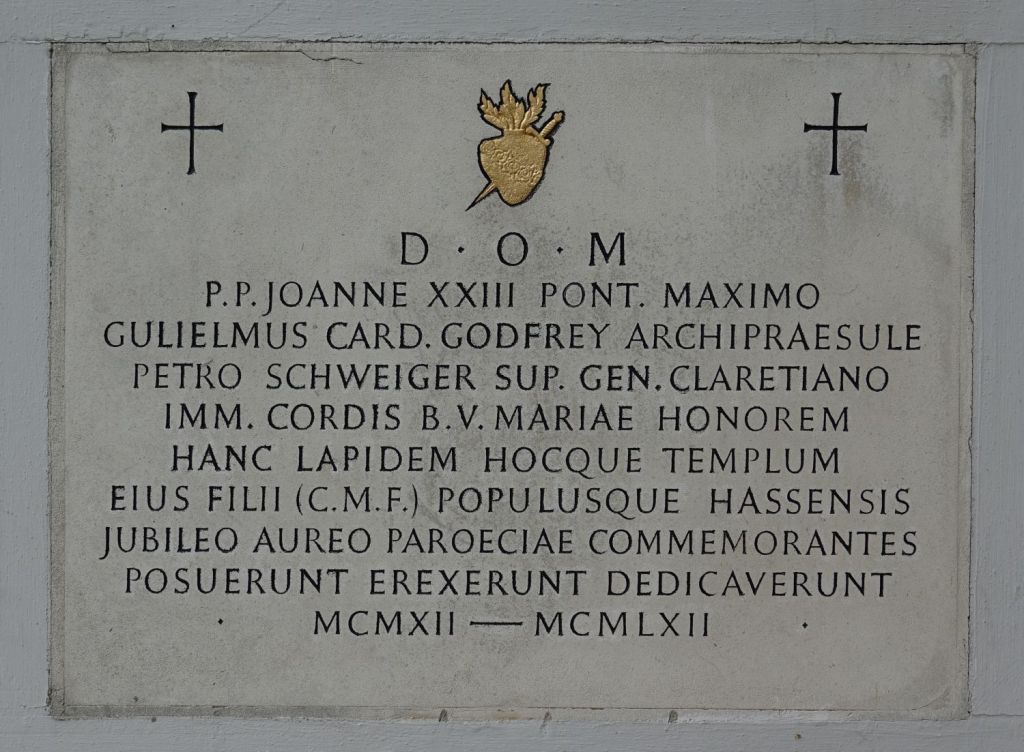 D · O · M
P.P. JOANNE XXIII PONT. MAXIMO
GULIELMUS CARD. GODFREY ARCHIPRAESULE
PETRO SCHWEIGER SUP. GEN. CLARETIANO
IMM. CORDIS B.V. MARIAE HONOREM
HANC LAPIDEM HOCQUE TEMPLUM
EIUS FILII (C.M.F.) POPULUSQUE HASSENSIS
JUBILEO AUREO PAROECIAE COMMEMORANTES
POSUERUNT EREXERUNT DEDICAVERUNT
· MCMXII — MCMLXII ·